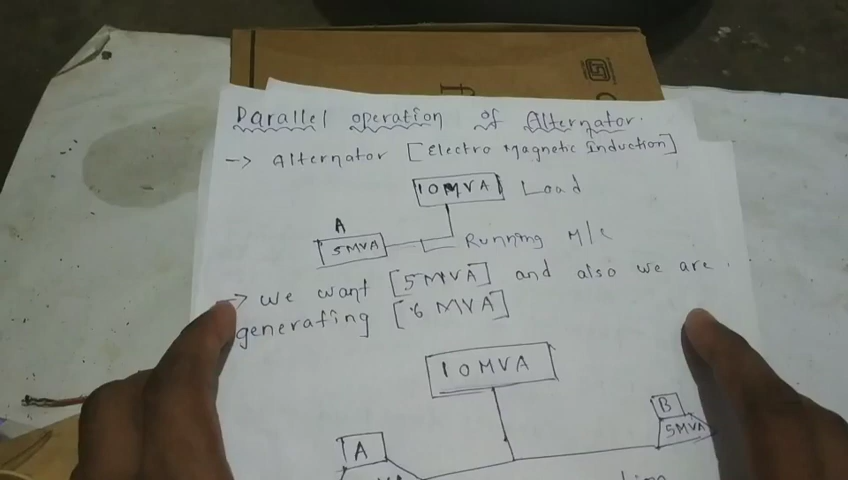 Parallel operation of Alternator.
-> Alternator [Electro Magnetic Induction]
10MVA Load
A
5MVA
Running M/c
-> we want [5MVA] and also we are
generating [6 MVA]
10MVA
B
5MVA
A